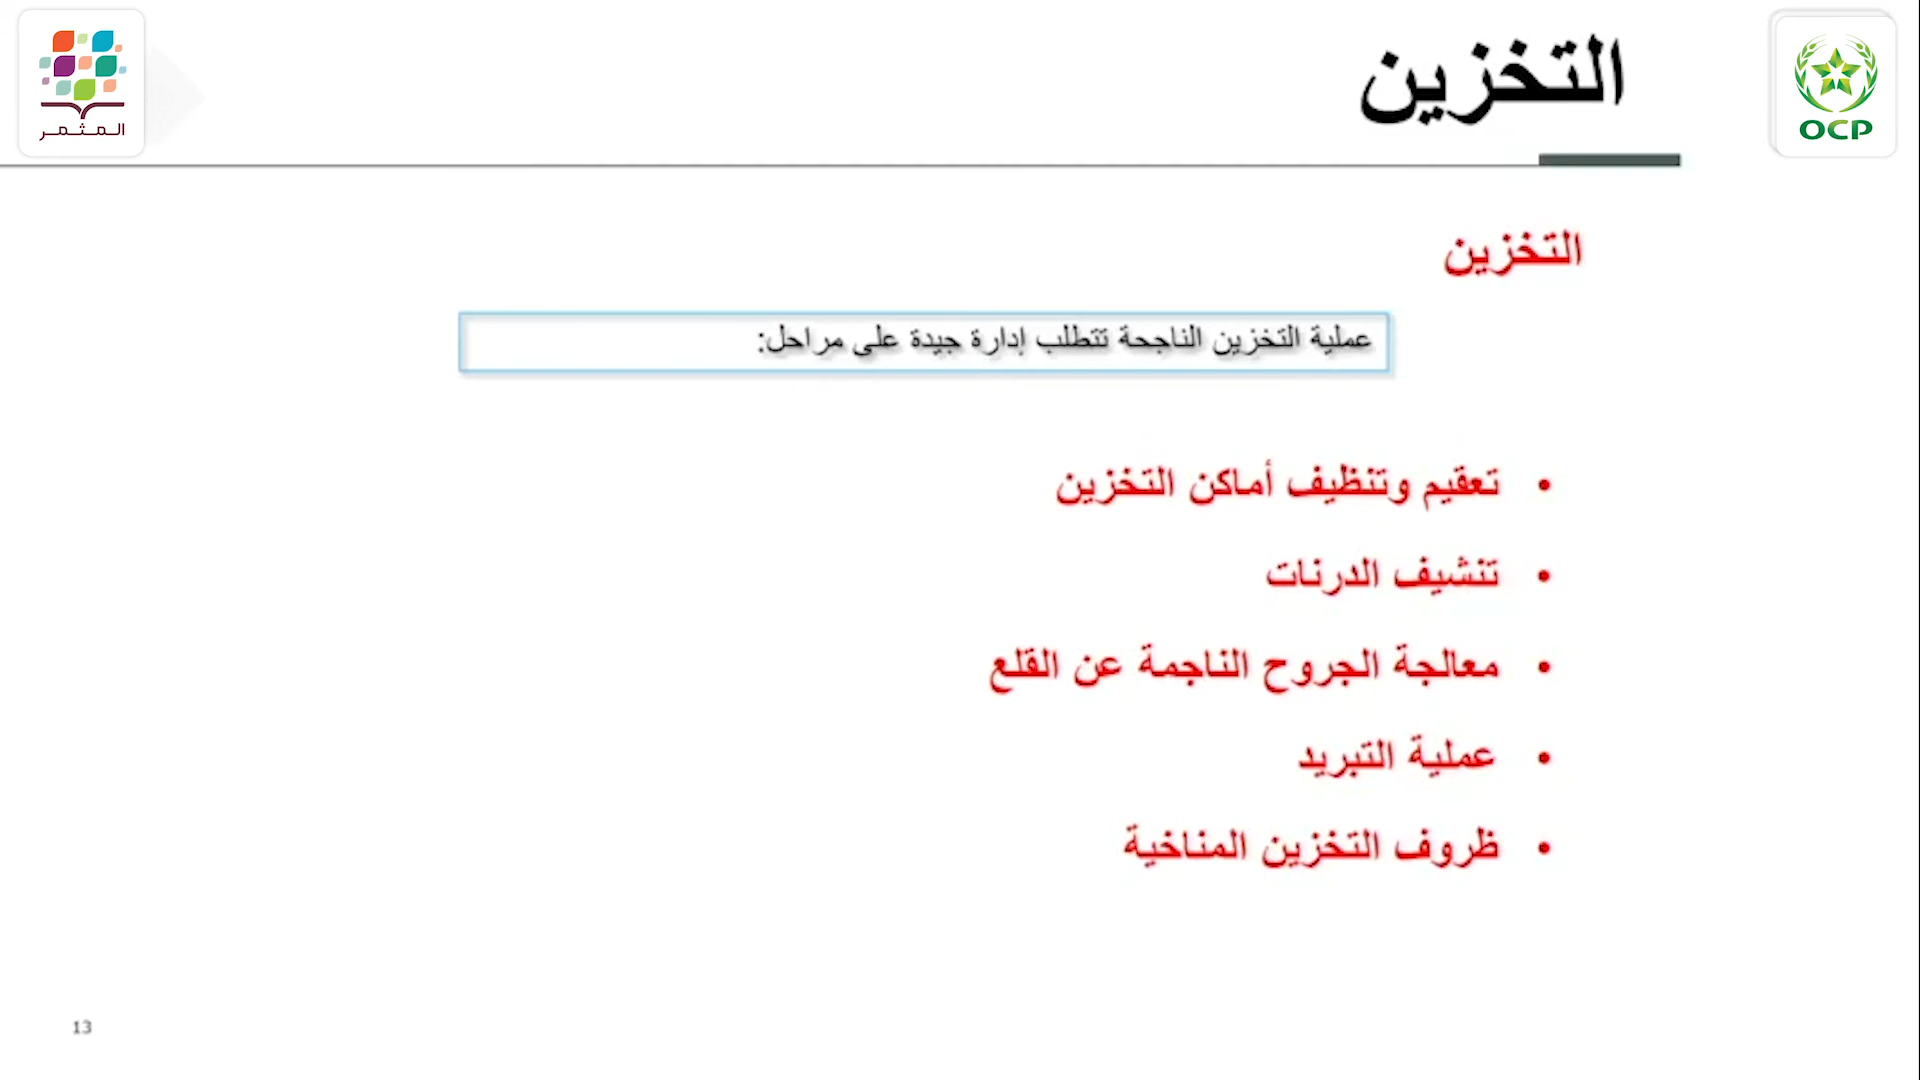 المثمر
التخزين
OCP
التخزين
عملية التخزين الناجحة تتطلب إدارة جيدة على مراحل:
• تعقيم وتنظيف أماكن التخزين
• تنشيف الدرنات
• معالجة الجروح الناجمة عن القلع
• عملية التبريد
• ظروف التخزين المناخية
13